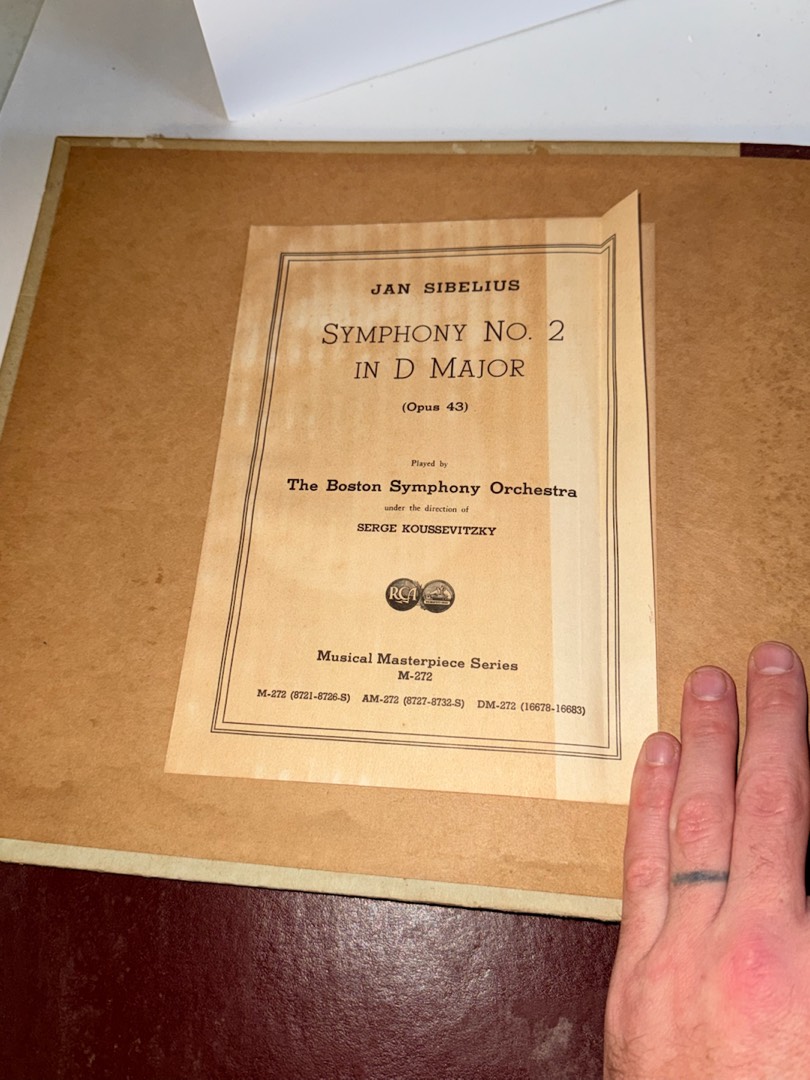 JAN SIBELIUS
SYMPHONY NO. 2
IN D MAJOR
(Opus 43)
Played by
The Boston Symphony Orchestra
under the direction of
SERGE KOUSSEVITZKY
RCA
Musical Masterpiece Series
M-272
M-272 (8721-8726-S) AM-272 (8727-8732-S) DM-272 (16678-16683)